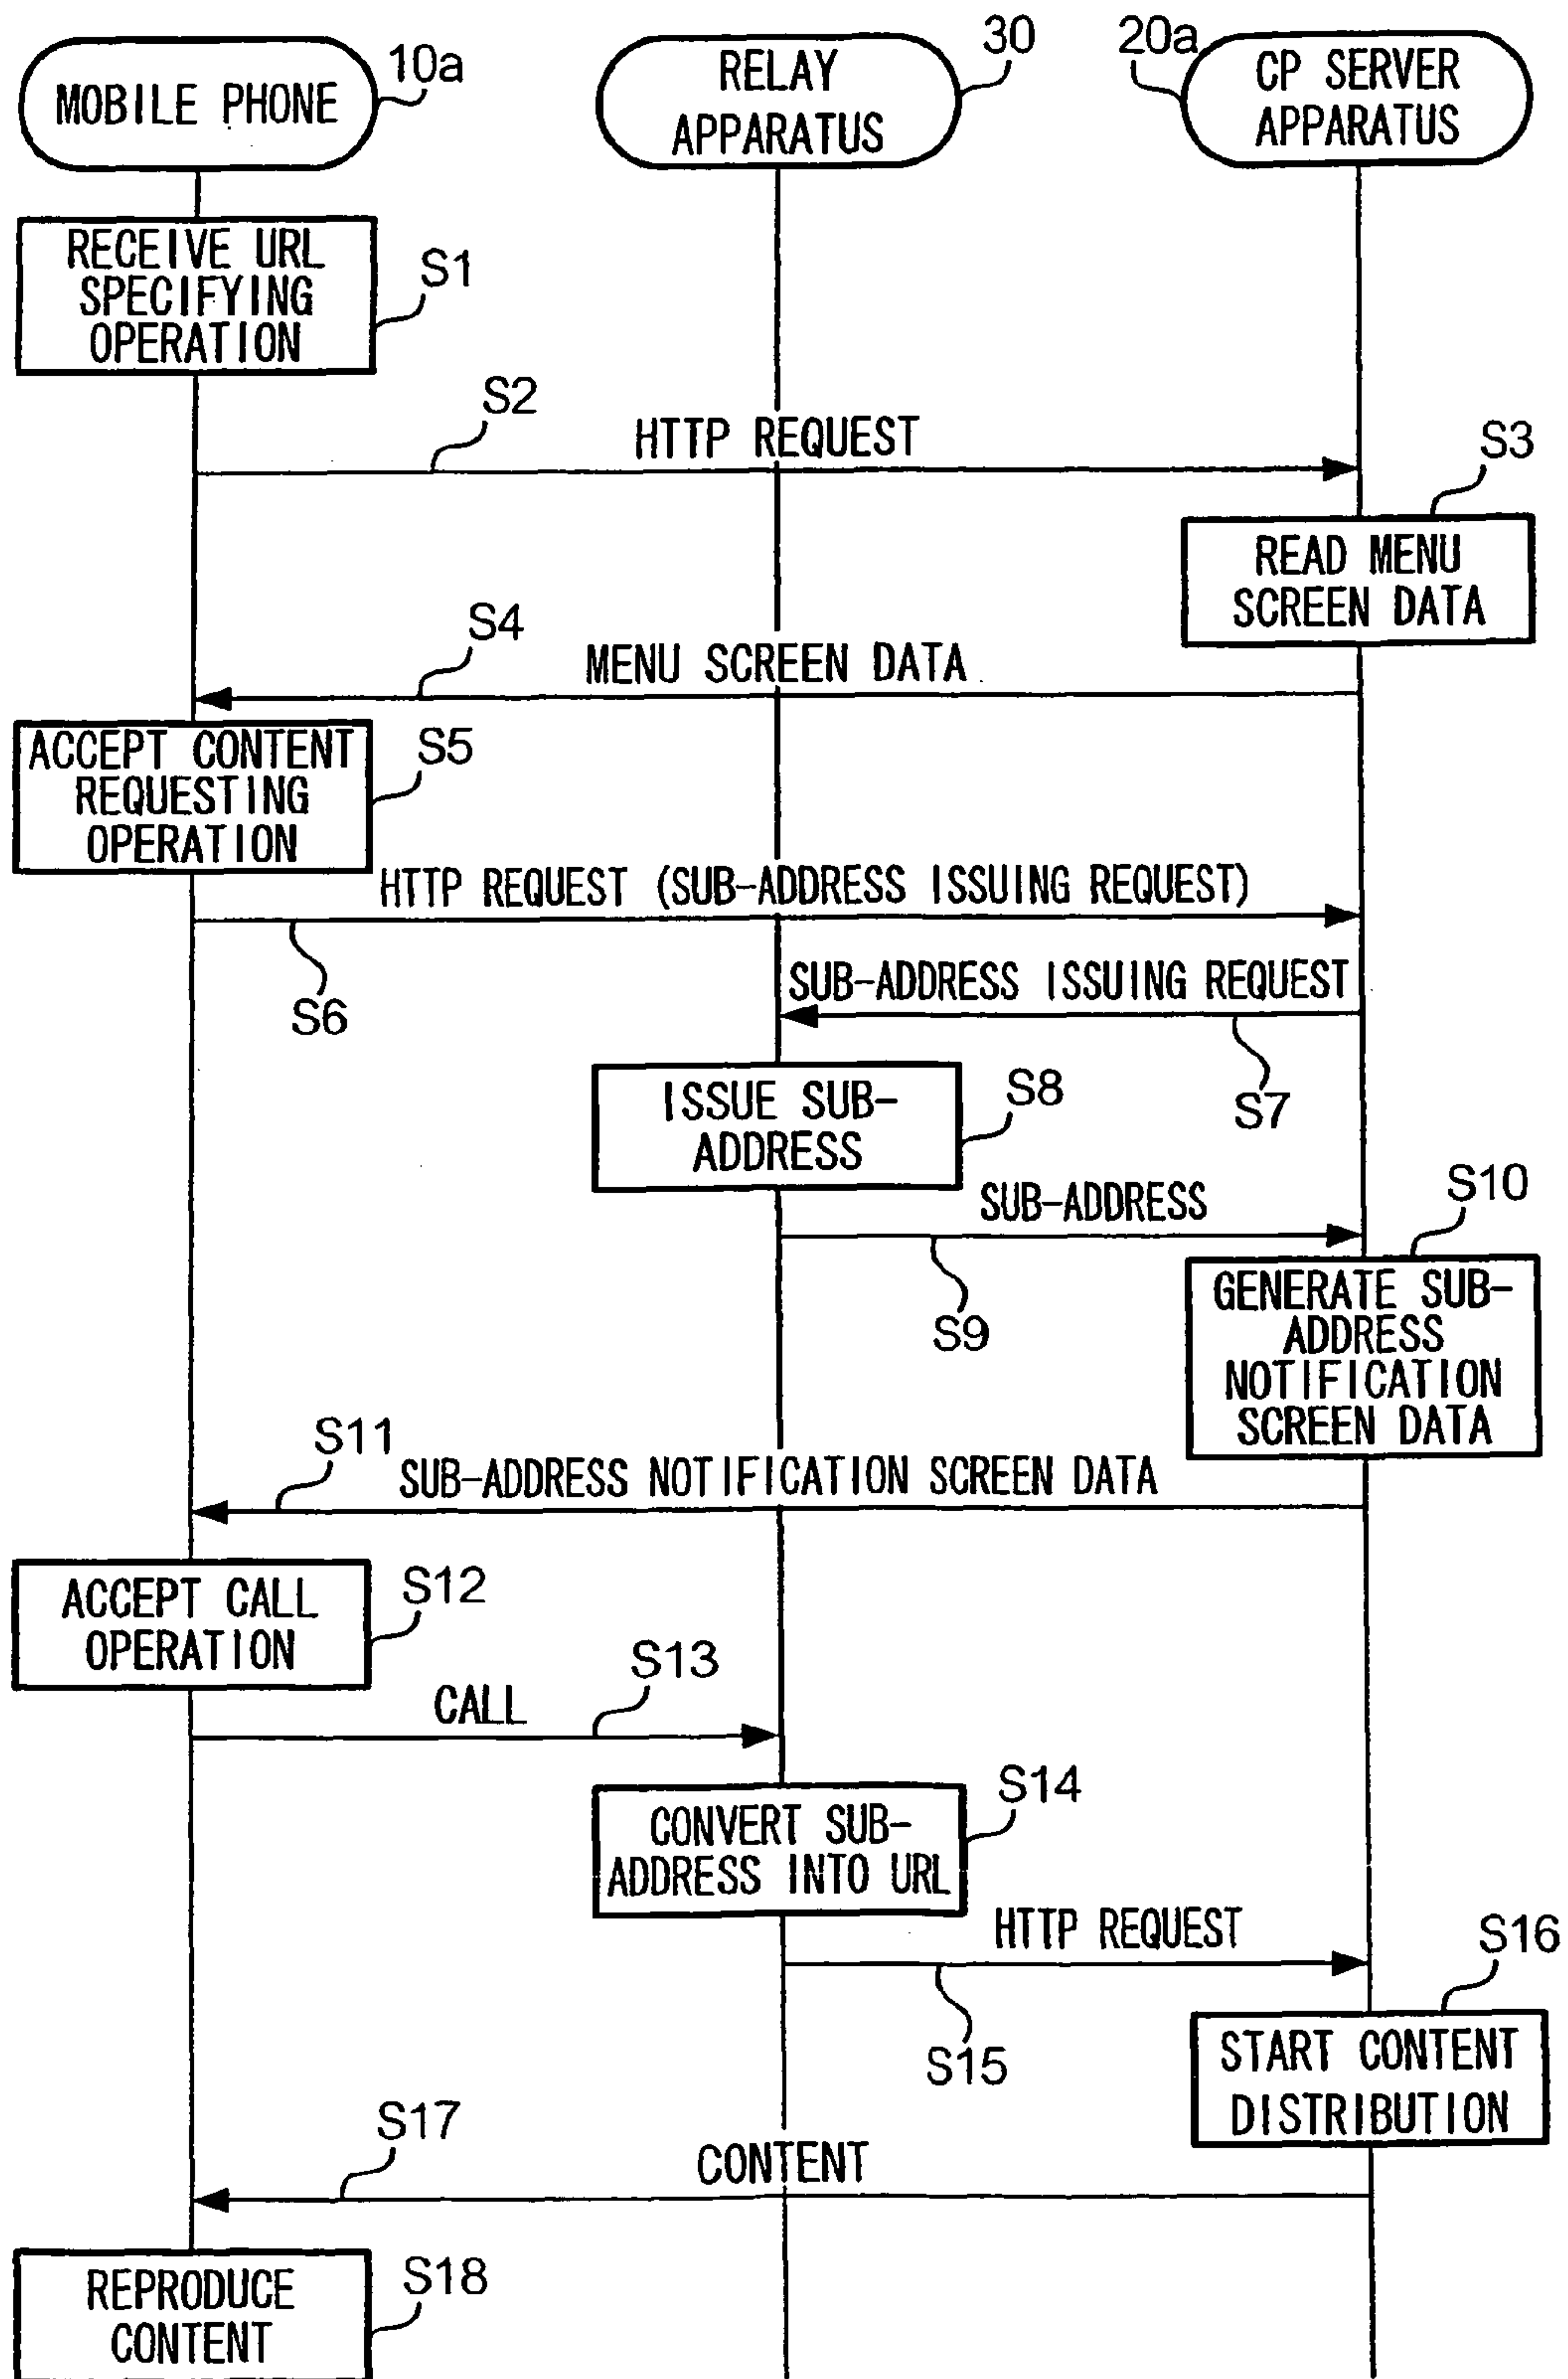 MOBILE PHONE
10a
RELAY
APPARATUS
30
20a
CP SERVER
APPARATUS
RECEIVE URL
SPECIFYING
OPERATION
S1
S2
HTTP REQUEST
S3
READ MENU
SCREEN DATA
S4
MENU SCREEN DATA
ACCEPT CONTENT
REQUESTING
OPERATION
S5
HTTP REQUEST (SUB-ADDRESS ISSUING REQUEST)
S6
SUB-ADDRESS ISSUING REQUEST
S7
ISSUE SUB-
ADDRESS
S8
SUB-ADDRESS
S9
S10
GENERATE SUB-
ADDRESS
NOTIFICATION
SCREEN DATA
S11
SUB-ADDRESS NOTIFICATION SCREEN DATA
ACCEPT CALL
OPERATION
S12
S13
CALL
CONVERT SUB-
ADDRESS INTO URL
S14
HTTP REQUEST
S15
S16
START CONTENT
DISTRIBUTION
S17
CONTENT
REPRODUCE
CONTENT
S18